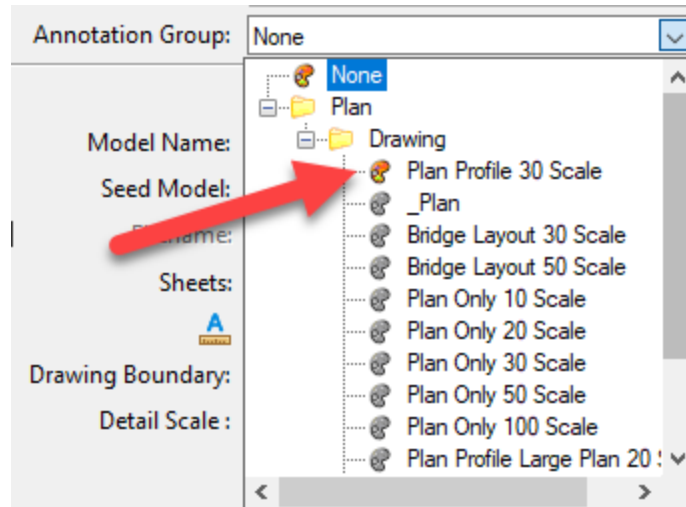 Annotation Group: None
None
Plan
Drawing
Model Name:
Plan Profile 30 Scale
Seed Model:
_Plan
Bridge Layout 30 Scale
Bridge Layout 50 Scale
Sheets:
Plan Only 10 Scale
Plan Only 20 Scale
Plan Only 30 Scale
Drawing Boundary:
Plan Only 50 Scale
Detail Scale :
Plan Only 100 Scale
Plan Profile Large Plan 20